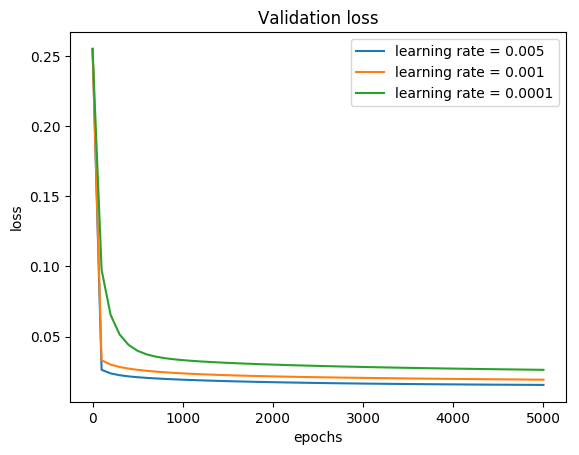 Validation loss
learning rate = 0.005
learning rate = 0.001
learning rate = 0.0001
0.25
0.20
0.15
0.10
0.05
loss
0
1000
2000
3000
4000
5000
epochs